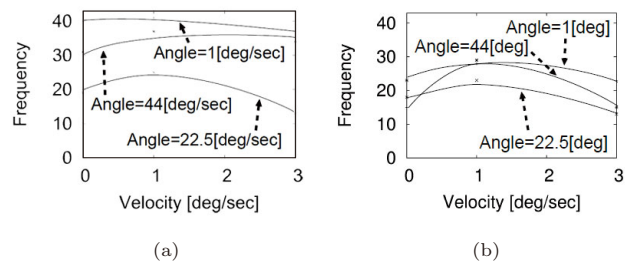 40
30
20
10
0
Frequency
Angle=1[deg/sec]
Angle=44[deg/sec]
Angle=22.5[deg/sec]
0 1 2 3
Velocity [deg/sec]
(a)
40
30
20
10
0
Frequency
Angle=1[deg]
Angle=44[deg]
Angle=22.5[deg]
0 1 2 3
Velocity [deg/sec]
(b)